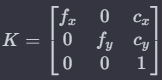 K = [ f_x 0 c_x
0 f_y c_y
0 0 1 ]